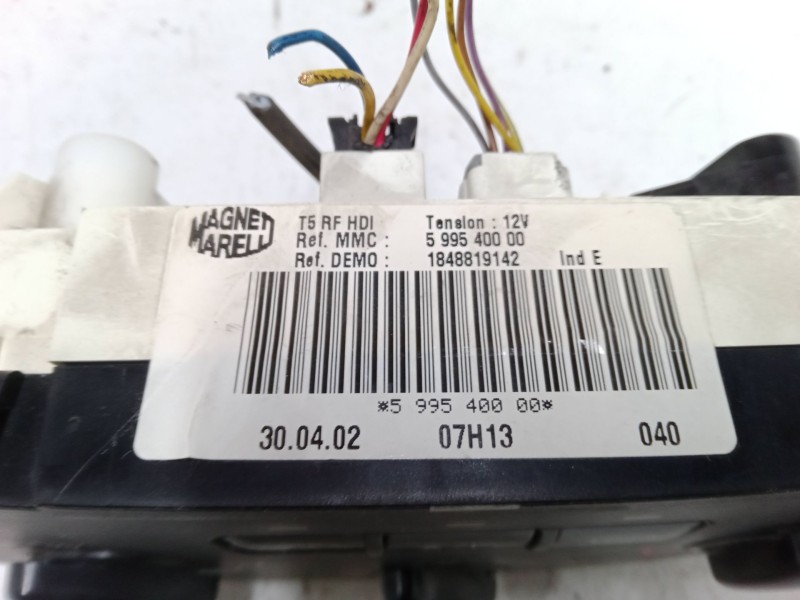 MAGNETI
MARELLI
T5 RF HDI Tension : 12V
Ref. MMC : 5 995 400 00
Ref. DEMO : 1848819142 Ind E
*5 995 400 00*
30.04.02 07H13 040